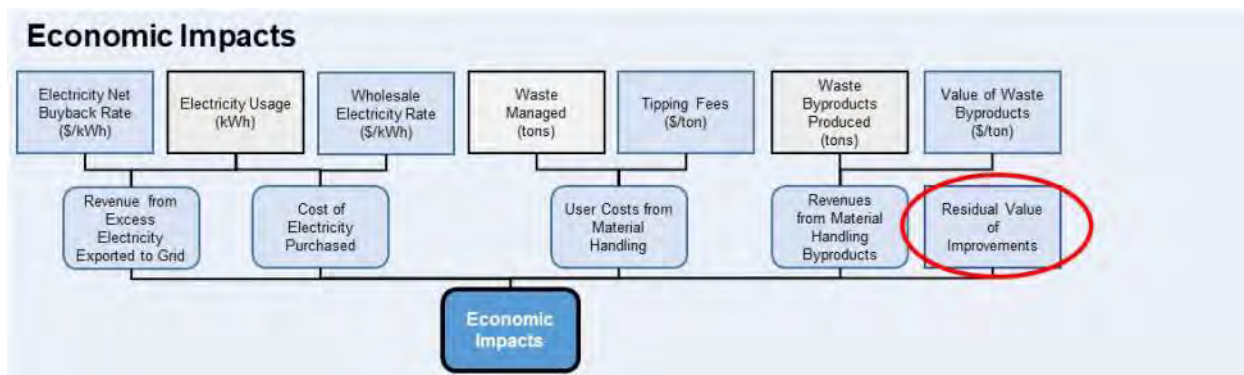 Economic Impacts
Electricity Net
Buyback Rate
($/kWh)
Electricity Usage
(kWh)
Wholesale
Electricity Rate
($/kWh)
Waste
Managed
(tons)
Tipping Fees
($/ton)
Waste
Byproducts
Produced
(tons)
Value of Waste
Byproducts
($/ton)
Revenue from
Excess
Electricity
Exported to Grid
Cost of
Electricity
Purchased
User Costs from
Material
Handling
Revenues
from Material
Handling
Byproducts
Residual Value
of
Improvements
Economic
Impacts